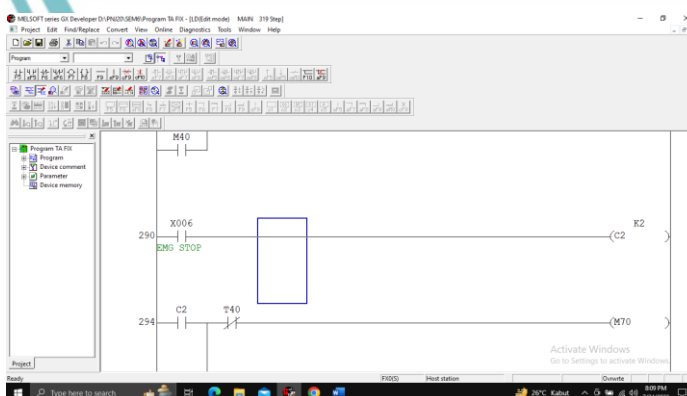 MELSOFT series GX Developer D:\PNJ20\SEM6\Program TA FIX - [LD(Edit mode) MAIN 319 Step]
Project Edit Find/Replace Convert View Online Diagnostics Tools Window Help
Program
Program TA FIX
Program
Device comment
Parameter
Device memory
M40
X006
K2
290
(C2 )
EMG STOP
C2 T40
294
(M70 )
Activate Windows
Go to Settings to activate Windows.
Project
Ready
FX0(S) Host station
Ovrwrte
Type here to search
26°C Kabut
8:09 PM